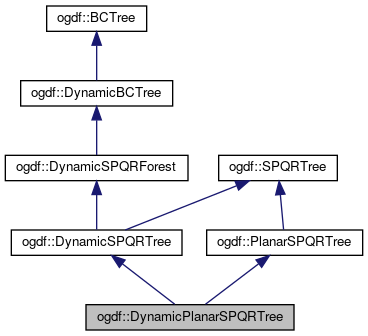 ogdf::BCTree
ogdf::DynamicBCTree
ogdf::DynamicSPQRForest
ogdf::SPQRTree
ogdf::DynamicSPQRTree
ogdf::PlanarSPQRTree
ogdf::DynamicPlanarSPQRTree